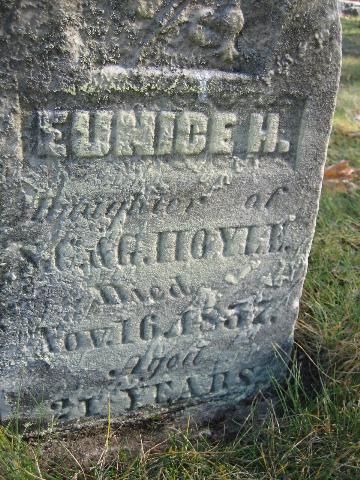 EUNICE H.
Daughter of
S. C. & G. HOYLE.
Died
Nov. 16, 1857.
Aged
21 YEARS.